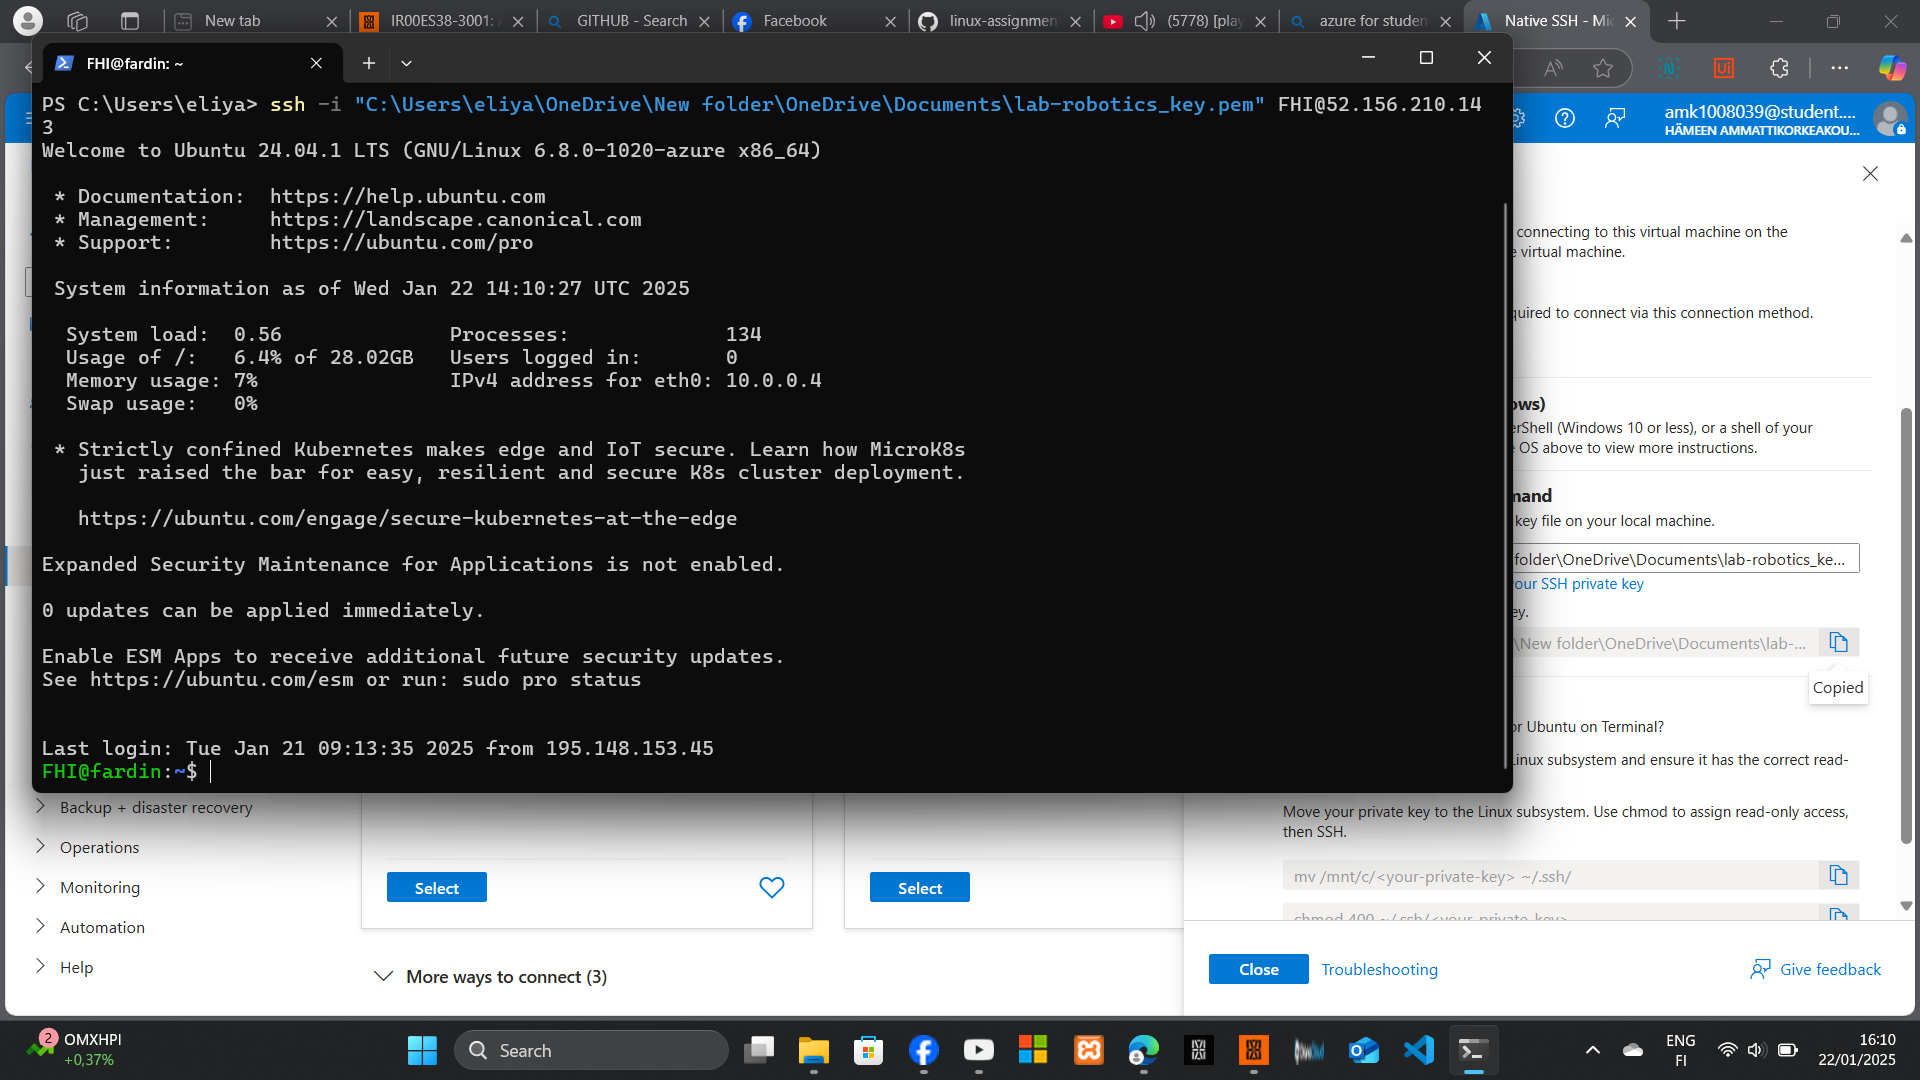 New tab
IR00ES38-3001:
GITHUB - Search
Facebook
linux-assignmen
(5778) [play
azure for studen
Native SSH - Mi
FHI@fardin: ~
amk1008039@student....
HÄMEEN AMMATTIKORKEAKOU...
PS C:\Users\eliya> ssh -i "C:\Users\eliya\OneDrive\New folder\OneDrive\Documents\lab-robotics_key.pem" FHI@52.156.210.14
3
Welcome to Ubuntu 24.04.1 LTS (GNU/Linux 6.8.0-1020-azure x86_64)
* Documentation:  https://help.ubuntu.com
* Management:     https://landscape.canonical.com
* Support:        https://ubuntu.com/pro
System information as of Wed Jan 22 14:10:27 UTC 2025
System load:  0.56              Processes:             134
Usage of /:   6.4% of 28.02GB   Users logged in:       0
Memory usage: 7%                IPv4 address for eth0: 10.0.0.4
Swap usage:   0%
* Strictly confined Kubernetes makes edge and IoT secure. Learn how MicroK8s
just raised the bar for easy, resilient and secure K8s cluster deployment.
https://ubuntu.com/engage/secure-kubernetes-at-the-edge
Expanded Security Maintenance for Applications is not enabled.
0 updates can be applied immediately.
Enable ESM Apps to receive additional future security updates.
See https://ubuntu.com/esm or run: sudo pro status
Last login: Tue Jan 21 09:13:35 2025 from 195.148.153.45
FHI@fardin:~$
connecting to this virtual machine on the
e virtual machine.
quired to connect via this connection method.
ows)
erShell (Windows 10 or less), or a shell of your
OS above to view more instructions.
mand
key file on your local machine.
folder\OneDrive\Documents\lab-robotics_ke...
our SSH private key
ey.
\New folder\OneDrive\Documents\lab-...
Copied
or Ubuntu on Terminal?
Linux subsystem and ensure it has the correct read-
Move your private key to the Linux subsystem. Use chmod to assign read-only access,
then SSH.
mv /mnt/c/<your-private-key> ~/.ssh/
chmod 400 ~/.ssh/<your-private-key>
Close
Troubleshooting
Give feedback
Backup + disaster recovery
Operations
Monitoring
Automation
Help
Select
Select
More ways to connect (3)
2
OMXHPI
+0,37%
Search
ENG
FI
16:10
22/01/2025